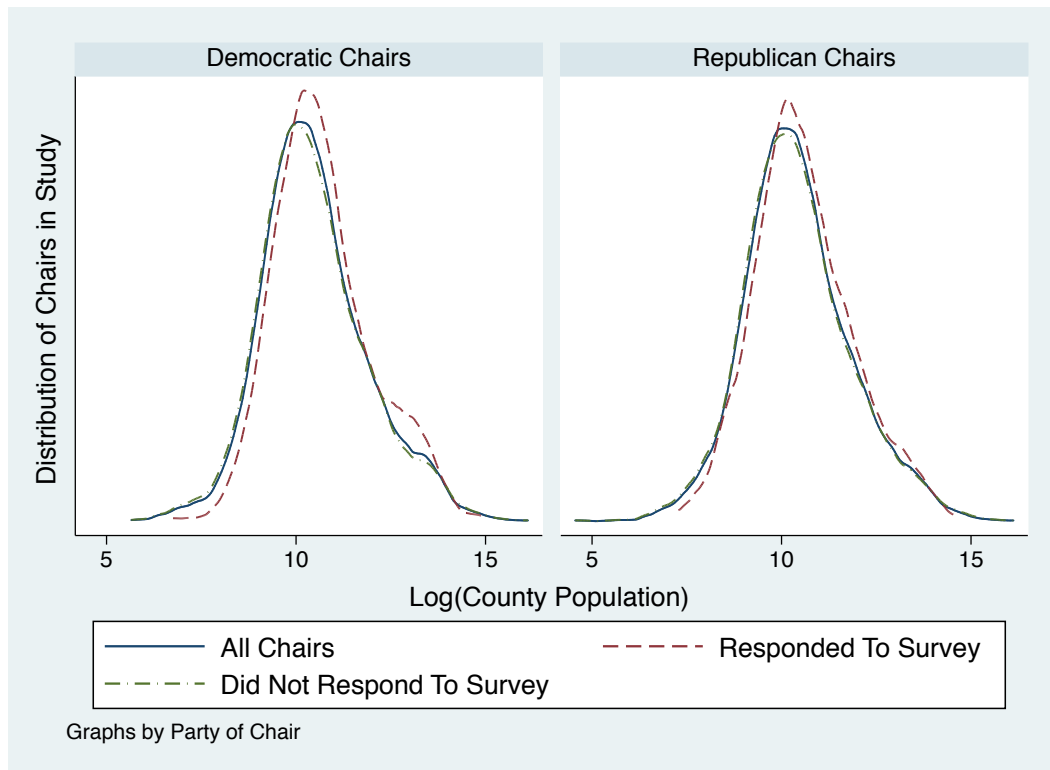 Democratic Chairs
Republican Chairs
Distribution of Chairs in Study
5 10 15
5 10 15
Log(County Population)
All Chairs
Responded To Survey
Did Not Respond To Survey
Graphs by Party of Chair